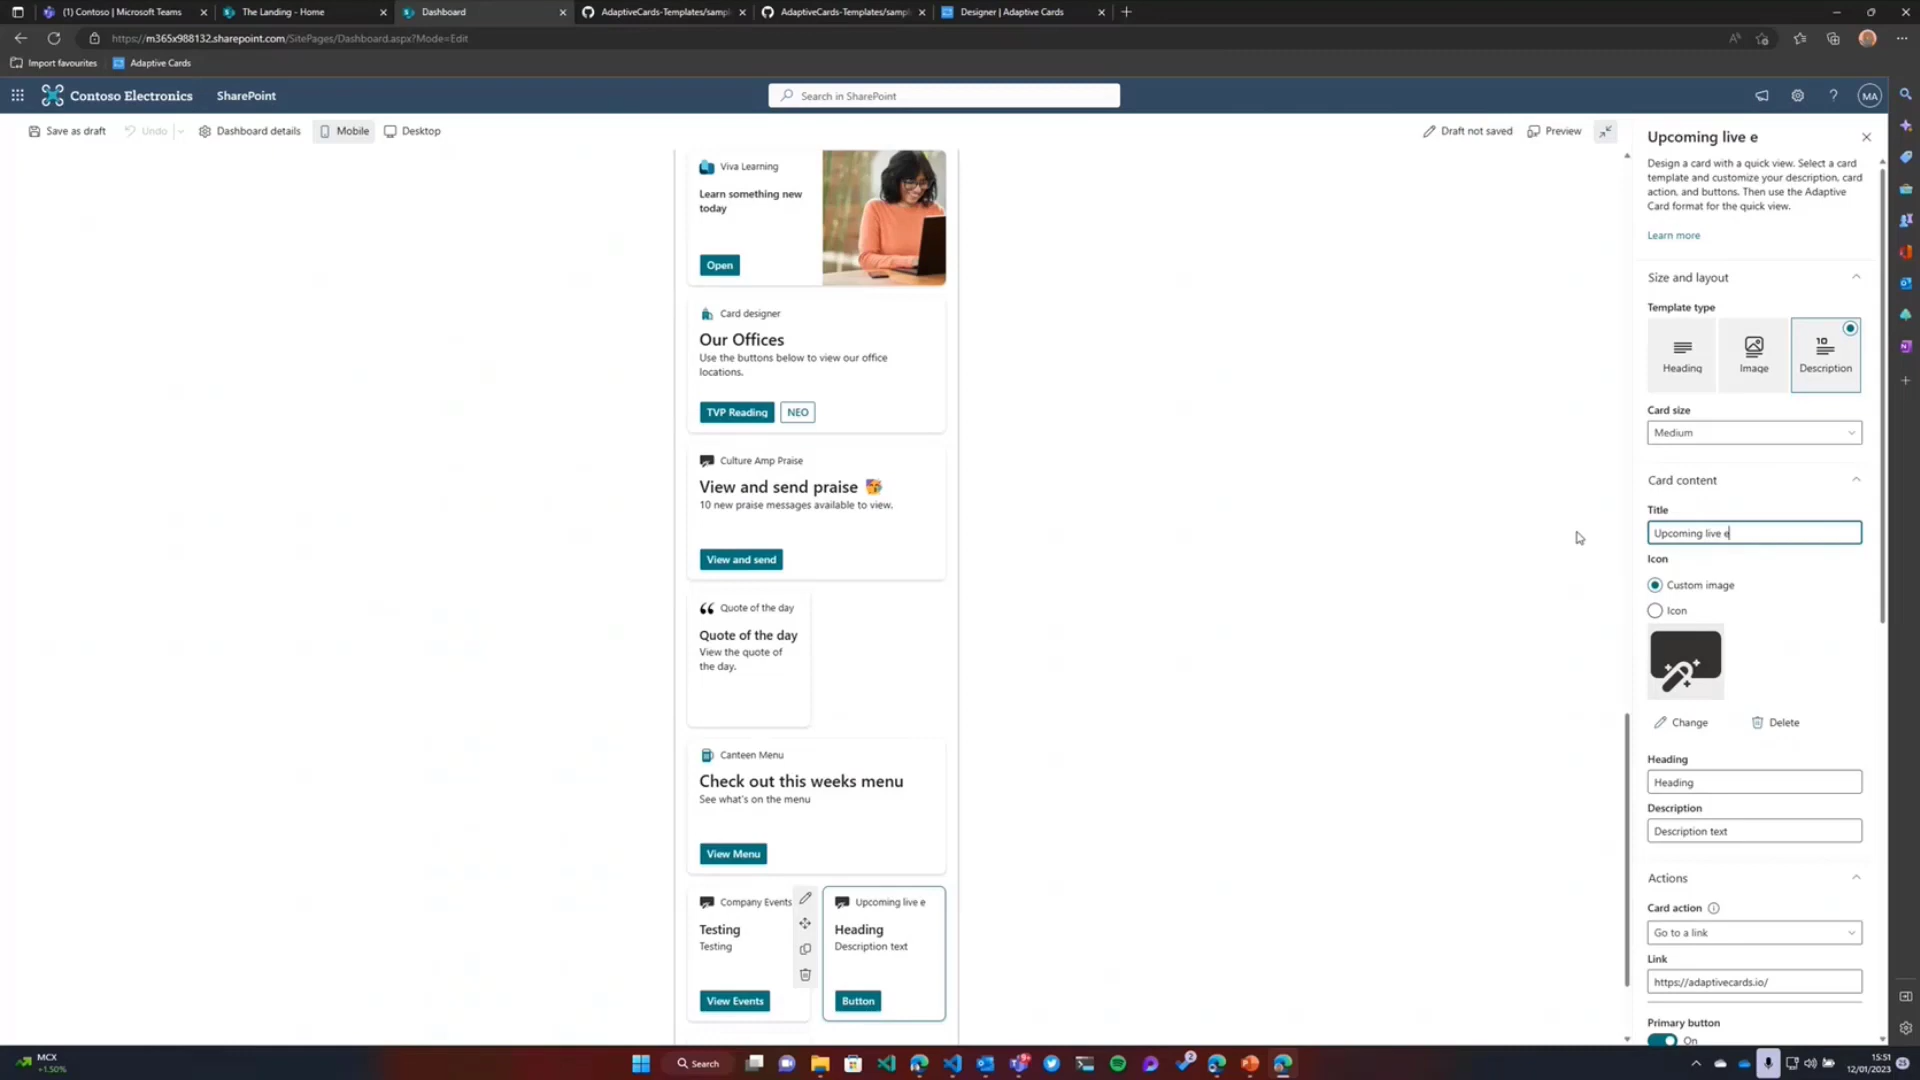 (1) Contoso | Microsoft Teams
The Landing - Home
Dashboard
AdaptiveCards-Templates/sampl
AdaptiveCards-Templates/sampl
Designer | Adaptive Cards
https://m365x988132.sharepoint.com/SitePages/Dashboard.aspx?Mode=Edit
Import favourites
Adaptive Cards
Contoso Electronics
SharePoint
Search in SharePoint
MA
Save as draft
Undo
Dashboard details
Mobile
Desktop
Draft not saved
Preview
Viva Learning
Learn something new
today
Open
Card designer
Our Offices
Use the buttons below to view our office
locations.
TVP Reading
NEO
Culture Amp Praise
View and send praise
10 new praise messages available to view.
View and send
Quote of the day
Quote of the day
View the quote of
the day.
Canteen Menu
Check out this weeks menu
See what's on the menu
View Menu
Company Events
Testing
Testing
View Events
Upcoming live e
Heading
Description text
Button
Upcoming live e
Design a card with a quick view. Select a card
template and customize your description, card
action, and buttons. Then use the Adaptive
Card format for the quick view.
Learn more
Size and layout
Template type
Heading
Image
10
Description
Card size
Medium
Card content
Title
Upcoming live e
Icon
Custom image
Icon
Change
Delete
Heading
Heading
Description
Description text
Actions
Card action
Go to a link
Link
https://adaptivecards.io/
Primary button
On
MCX
+1.50%
Search
15:51
12/01/2023